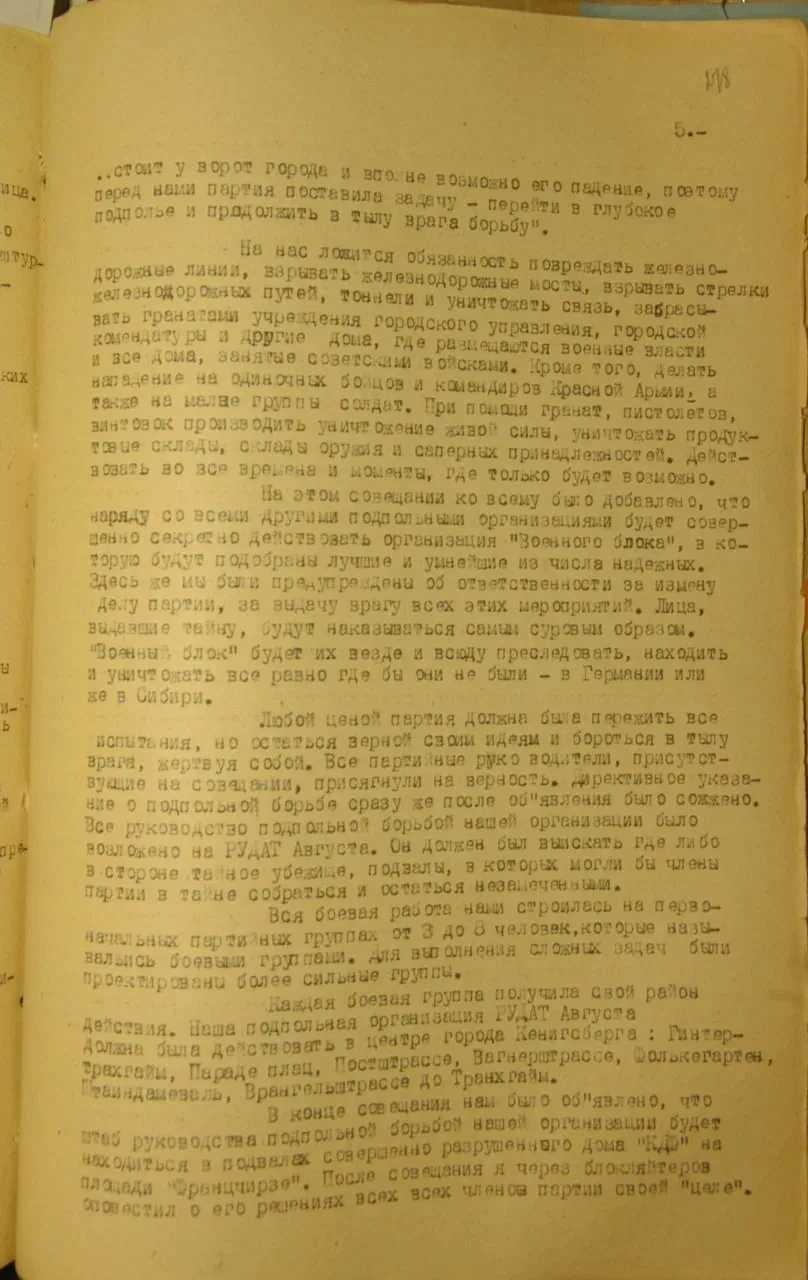 5.-
..стоит у ворот города и вполне возможно его падение, поэтому
перед нами партия поставила задачу - перейти в глубокое
подполье и продолжить в тылу врага борьбу".
На нас ложится обязанность повреждать железно-
дорожные линии, взрывать железнодорожные мосты, взрывать стрелки
железнодорожных путей, тоннели и уничтожать связь, забрасы-
вать гранатами учреждения городского управления, городской
комендатуры и другие дома, где размещаются военные власти
и все дома, занятые советскими войсками. Кроме того, делать
нападение на одиночных бойцов и командиров Красной Армии, а
также на малые группы солдат. При помощи гранат, пистолетов,
винтовок производить уничтожение живой силы, уничтожать продук-
товые склады, склады оружия и саперных принадлежностей. Дейст-
вовать во все времена и моменты, где только будет возможно.
На этом совещании ко всему было добавлено, что
наряду со всеми другими подпольными организациями будет совер-
шенно секретно действовать организация "Военного блока", в ко-
торую будут подобраны лучшие и умнейшие из числа надежных.
Здесь же мы были предупреждены об ответственности за измену
делу партии, за выдачу врагу всех этих мероприятий. Лица,
выдавшие тайну, будут наказываться самым суровым образом.
"Военный блок" будет их везде и всюду преследовать, находить
и уничтожать все равно где бы они не были - в Германии или
же в Сибири.
Любой ценой партия должна была пережить все
испытания, но остаться верной своим идеям и бороться в тылу
врага, жертвуя собой. Все партийные руководители, присутст-
вующие на совещании, присягнули на верность. Директивное указа-
ние о подпольной борьбе сразу же после об"явления было сожжено.
Все руководство подпольной борьбой нашей организации было
возложено на РУДАТ Августа. Он должен был выискать где либо
в стороне тайное убежище, подвалы, в которых могли бы члены
партии в тайне собраться и остаться незамеченными.
Вся боевая работа нами строилась на перво-
начальных партийных группах от 3 до 8 человек,которые назы-
вались боевыми группами. Для выполнения сложных задач были
проектированы более сильные группы.
Каждая боевая группа получила свой район
действия. Наша подпольная организация РУДАТ Августа
должна была действовать в центре города Кенигсберга : Гинтер-
трахгайм, Параде плац, Постштрассе, Вагнерштрассе, Фолькегартен,
Штайндамваль, Врангельштрассе до Транхгайм.
В конце совещания нам было об"явлено, что
штаб руководства подпольной борьбой нашей организации будет
находиться в подвалах совершенно разрушенного дома "КДФ" на
площади "Францчирзе". После совещания я через блокляйтеров
оповестил о его решениях всех всех членов партии своей "целе".
ице.
о
штур-
-
ких
ы
и-
ь
й
пре-
и-